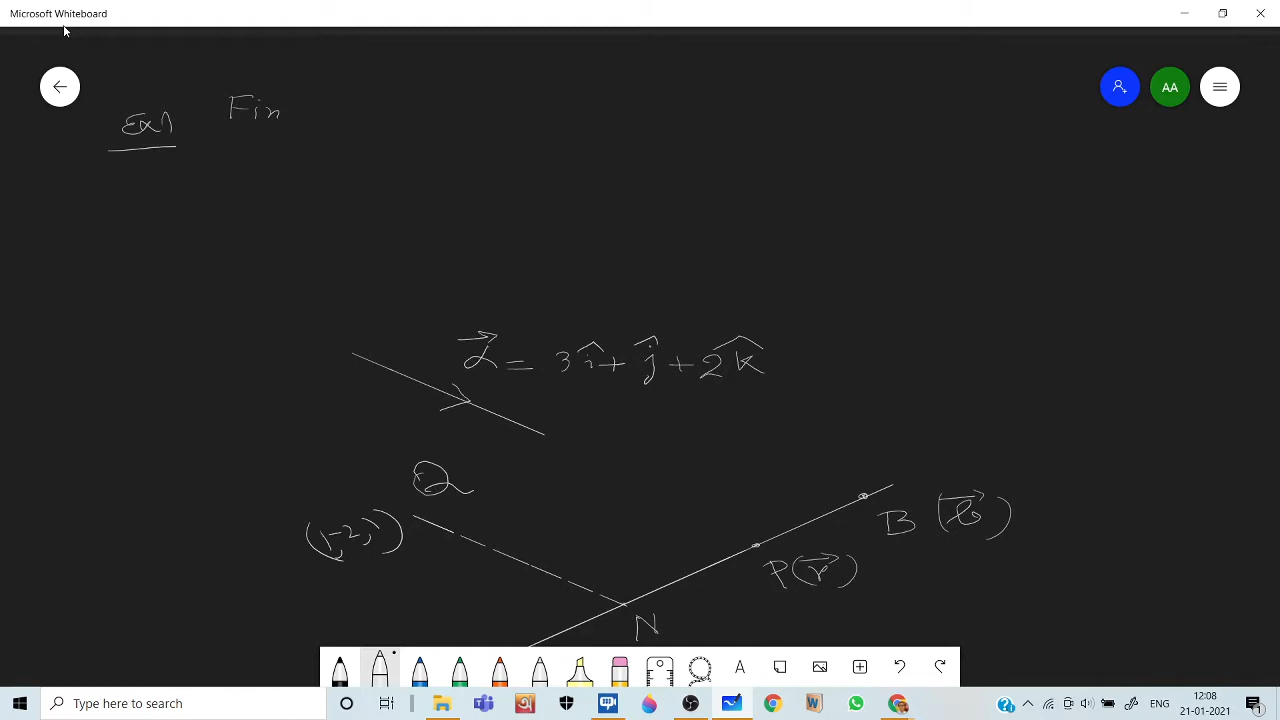 Microsoft Whiteboard
AA
Ex1 Fin
α⃗ = 3î + ĵ + 2k̂
Q
(1, -2, 1)
B (b⃗)
P(r⃗)
N
A
Type here to search
ENG
12:08
21-01-2021